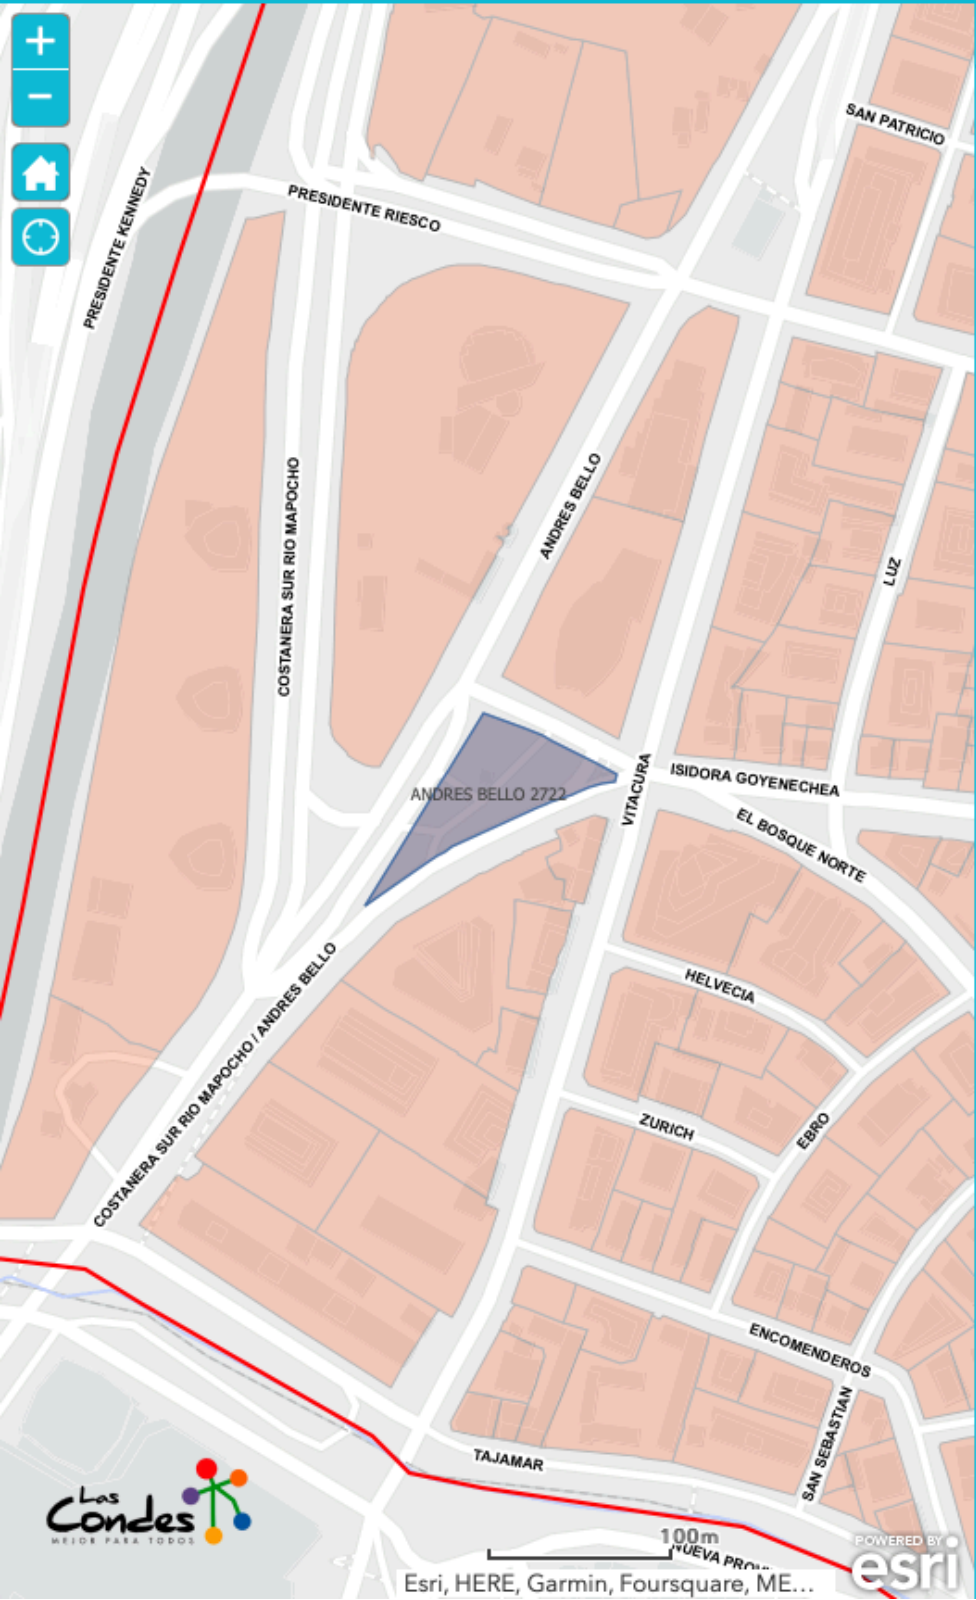 +
−
SAN PATRICIO
PRESIDENTE KENNEDY
PRESIDENTE RIESCO
ANDRES BELLO
COSTANERA SUR RIO MAPOCHO
LUZ
ANDRES BELLO 2722
VITACURA
ISIDORA GOYENECHEA
EL BOSQUE NORTE
COSTANERA SUR RIO MAPOCHO / ANDRES BELLO
HELVECIA
ZURICH
EBRO
ENCOMENDEROS
SAN SEBASTIAN
TAJAMAR
Las
Condes
MEJOR PARA TODOS
100m
NUEVA
POWERED BY
esri
Esri, HERE, Garmin, Foursquare, ME...